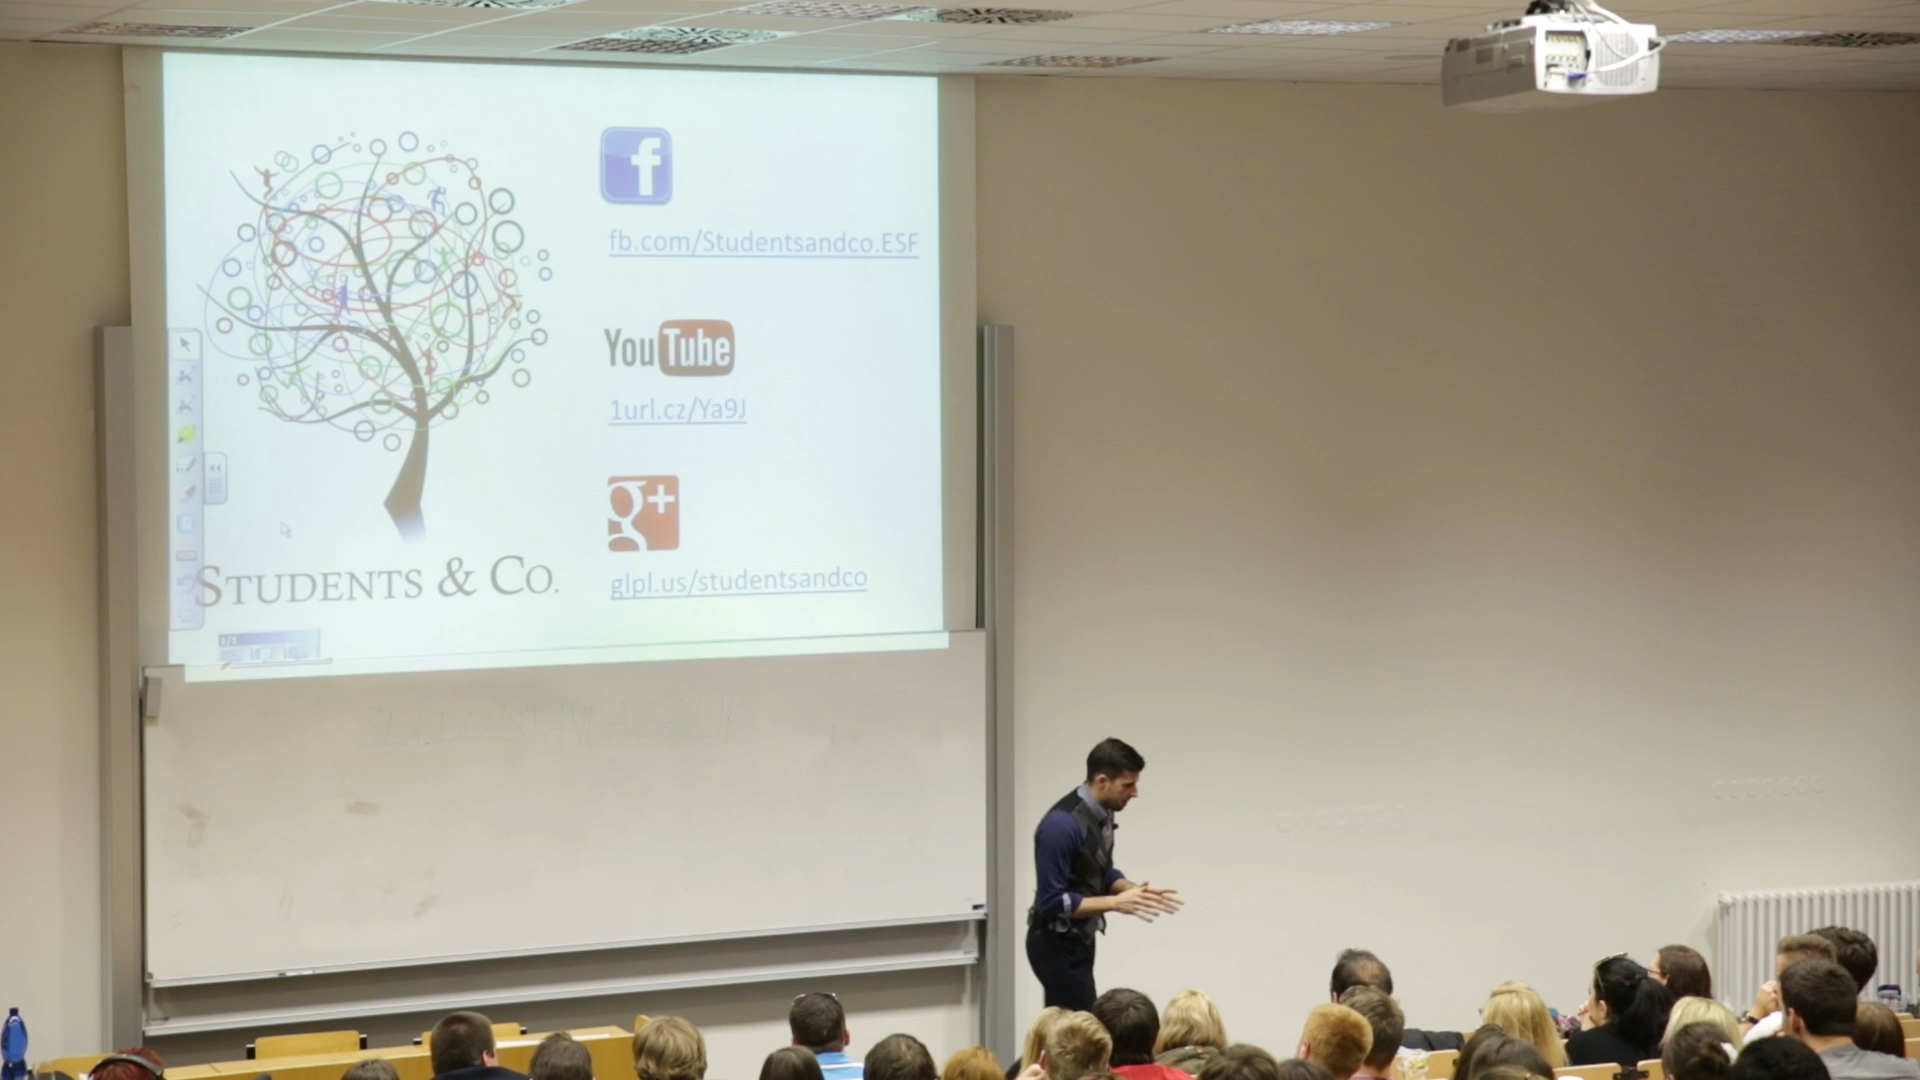 f
fb.com/Studentsandco.ESF
YouTube
1url.cz/Ya9J
g+
glpl.us/studentsandco
STUDENTS & CO.